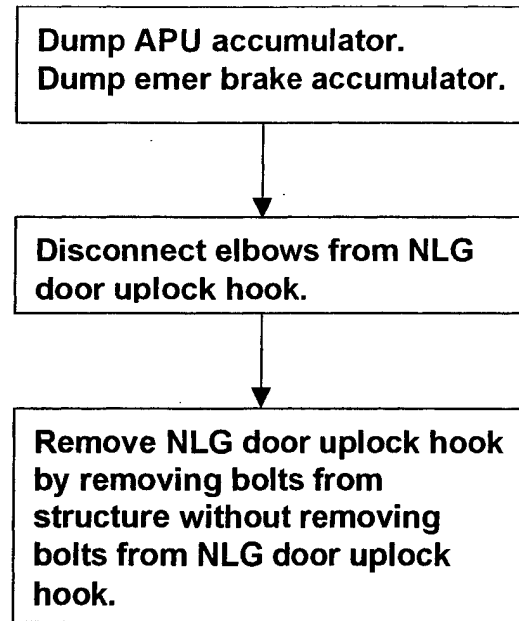 Dump APU accumulator.
Dump emer brake accumulator.
Disconnect elbows from NLG
door uplock hook.
Remove NLG door uplock hook
by removing bolts from
structure without removing
bolts from NLG door uplock
hook.